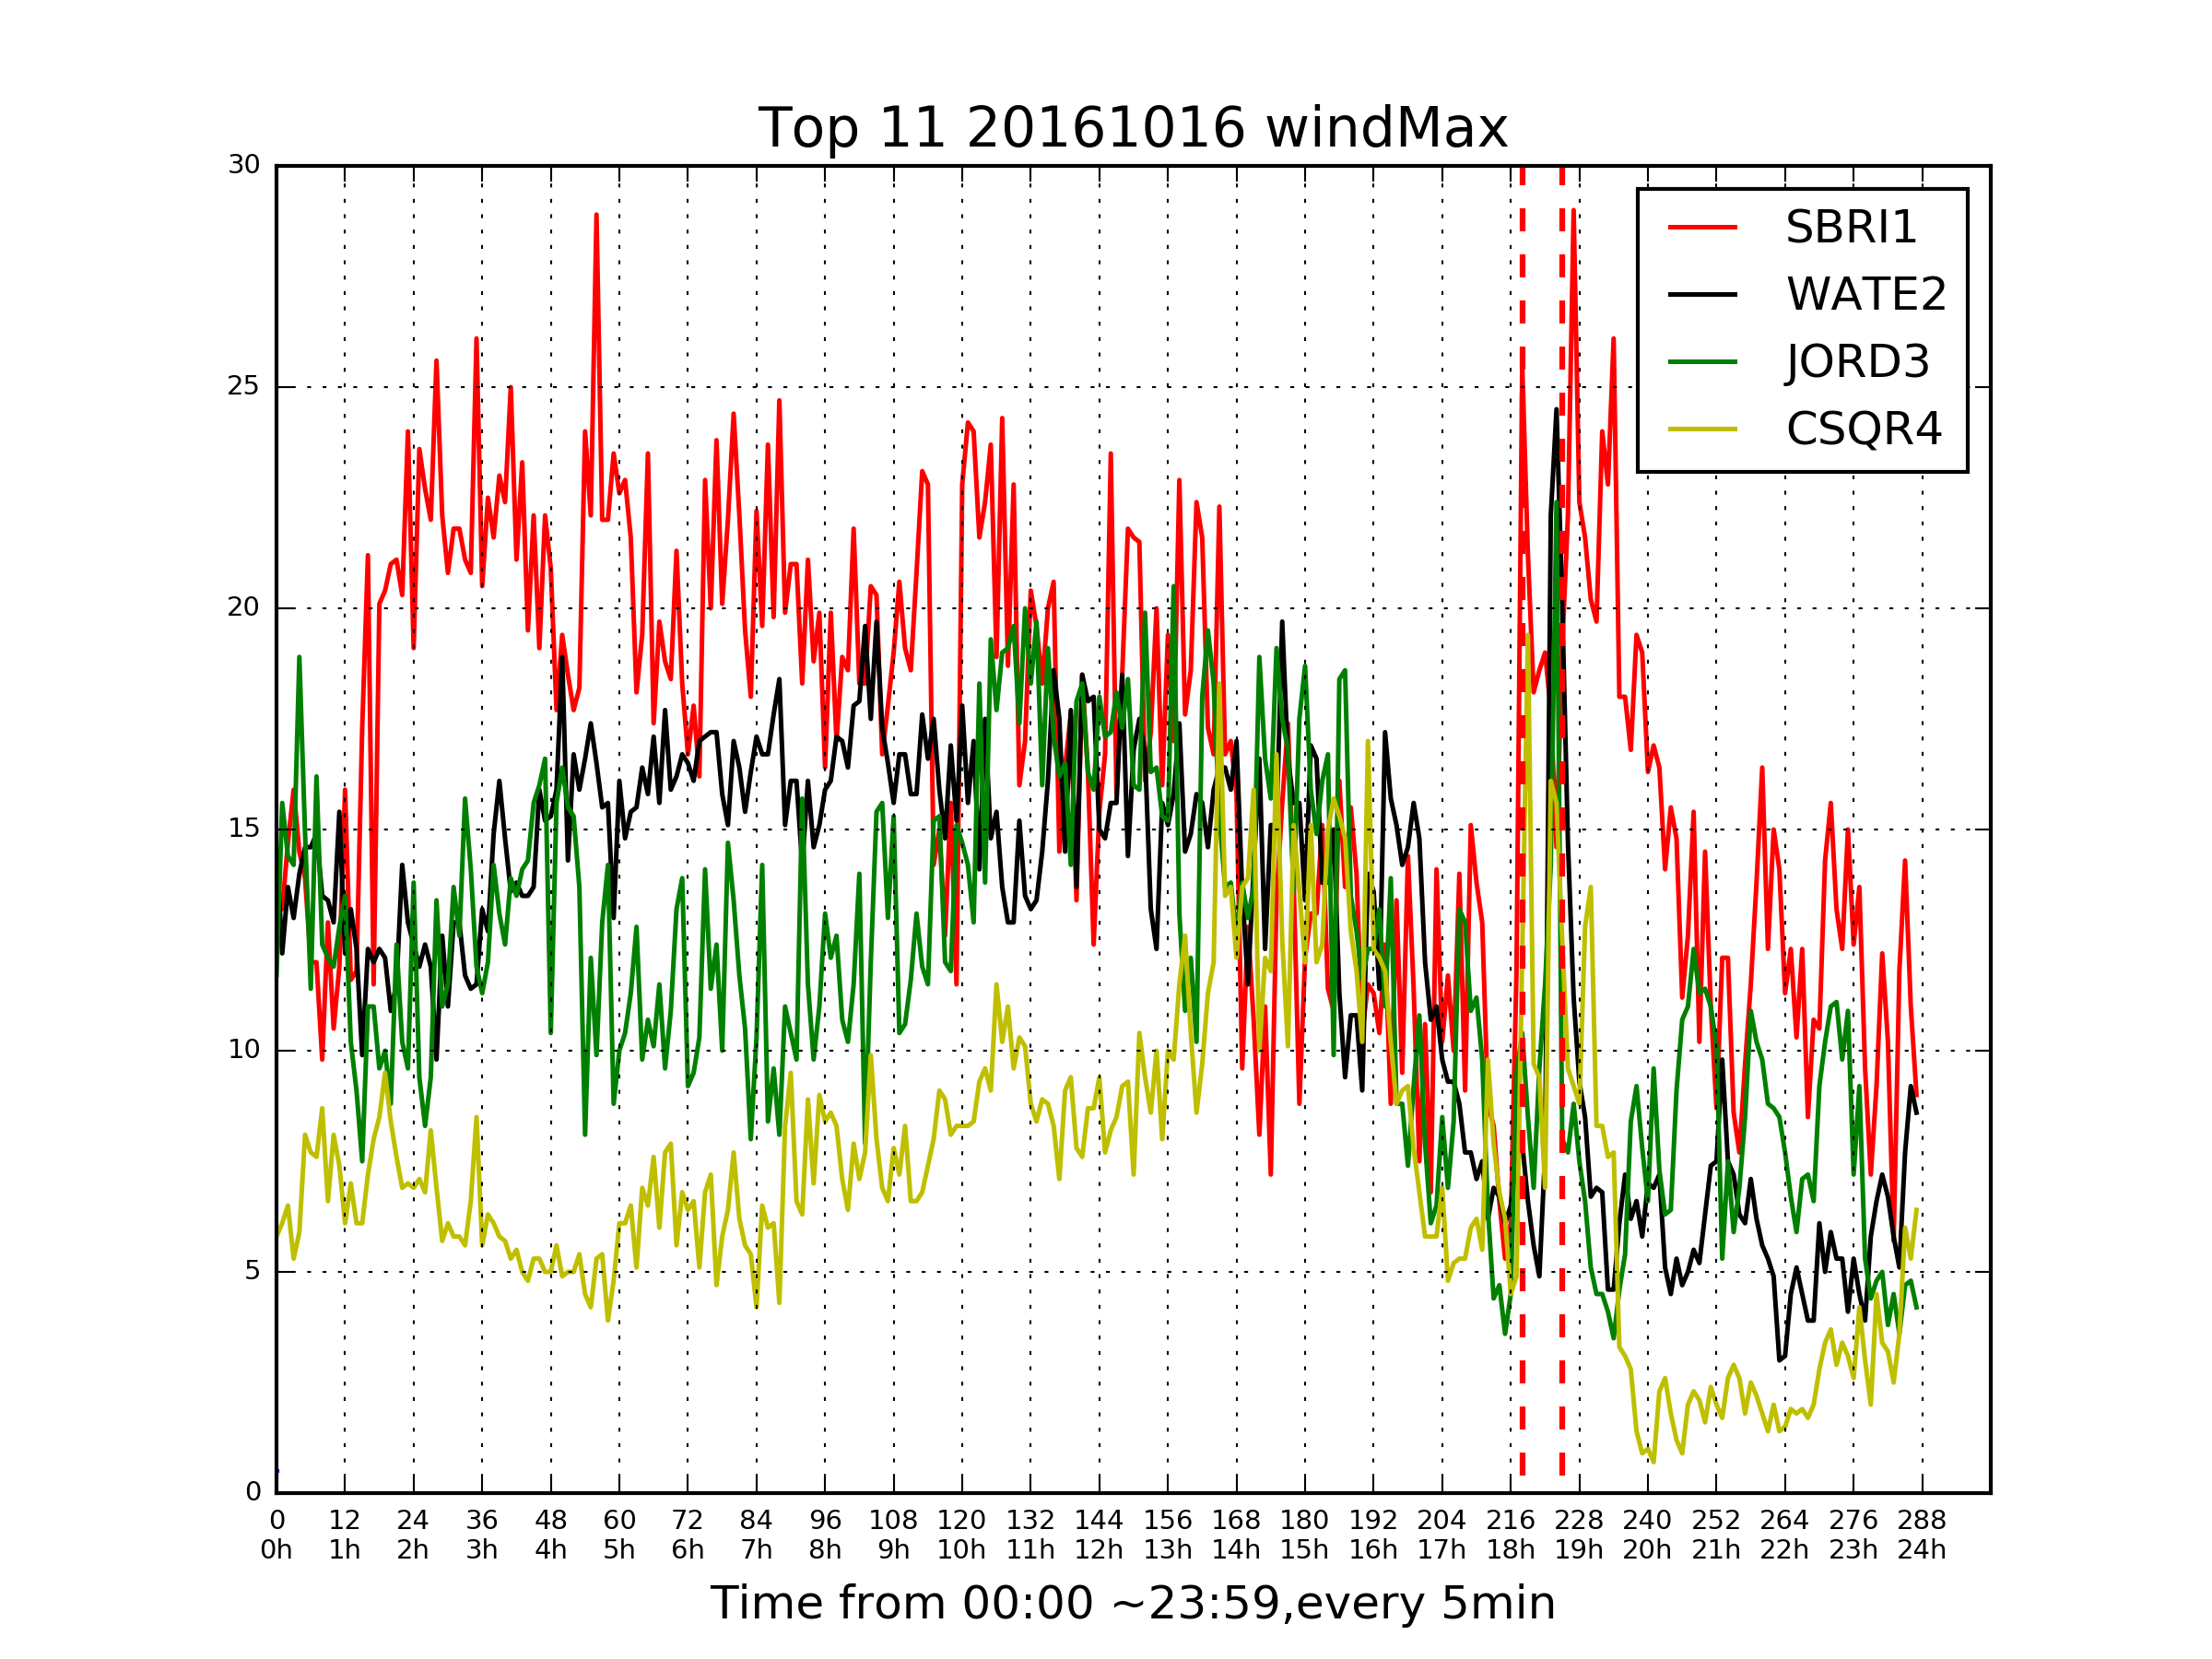 Top 11 20161016 windMax
30
25
20
15
10
5
0
SBRI1
WATE2
JORD3
CSQR4
0 12 24 36 48 60 72 84 96 108 120 132 144 156 168 180 192 204 216 228 240 252 264 276 288
0h 1h 2h 3h 4h 5h 6h 7h 8h 9h 10h 11h 12h 13h 14h 15h 16h 17h 18h 19h 20h 21h 22h 23h 24h
Time from 00:00 ~23:59,every 5min